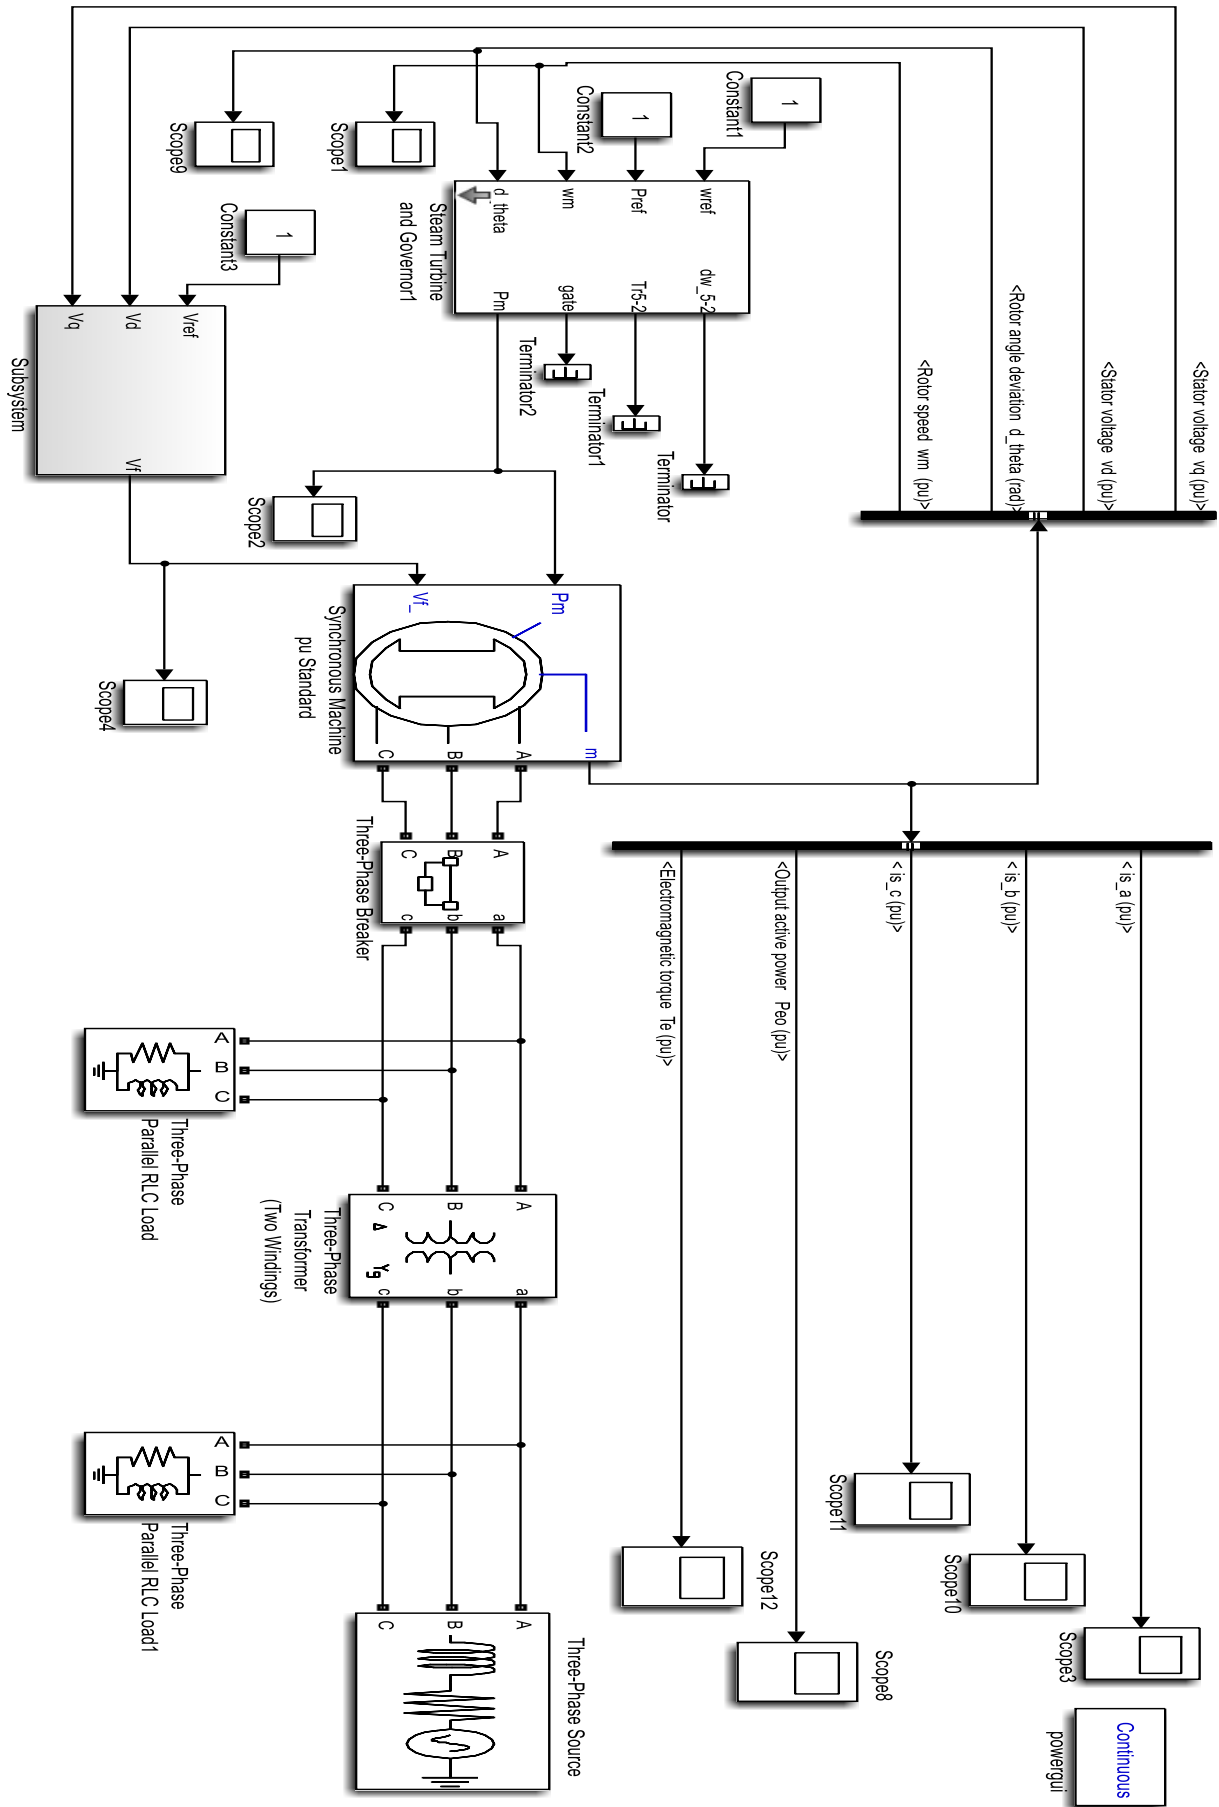 <Stator voltage  vq (pu)>
<Stator voltage  vd (pu)>
<Rotor angle deviation  d_theta (rad)>
<Rotor speed  wm  (pu)>
<is_a (pu)>
<is_b (pu)>
<is_c (pu)>
<Output active power  Peo (pu)>
<Electromagnetic torque  Te (pu)>
Continuous
powergui
Scope3
Scope10
Scope11
Scope8
Scope12
1
Constant1
1
Constant2
wref
Pref
wm
d_theta
dw_5-2
Tr5-2
gate
Pm
Steam Turbine
and Governor1
Terminator
Terminator1
Terminator2
Scope1
Scope9
1
Constant3
Vref
Vd
Vq
Vf
Subsystem
Scope2
Scope4
Pm
Vf_
m
A
B
C
Synchronous Machine
pu Standard
A
B
C
a
b
c
Three-Phase Breaker
A
B
C
Three-Phase
Parallel RLC Load
A
B
C
Δ
Yg
a
b
c
Three-Phase
Transformer
(Two Windings)
A
B
C
Three-Phase
Parallel RLC Load1
Three-Phase Source
A
B
C